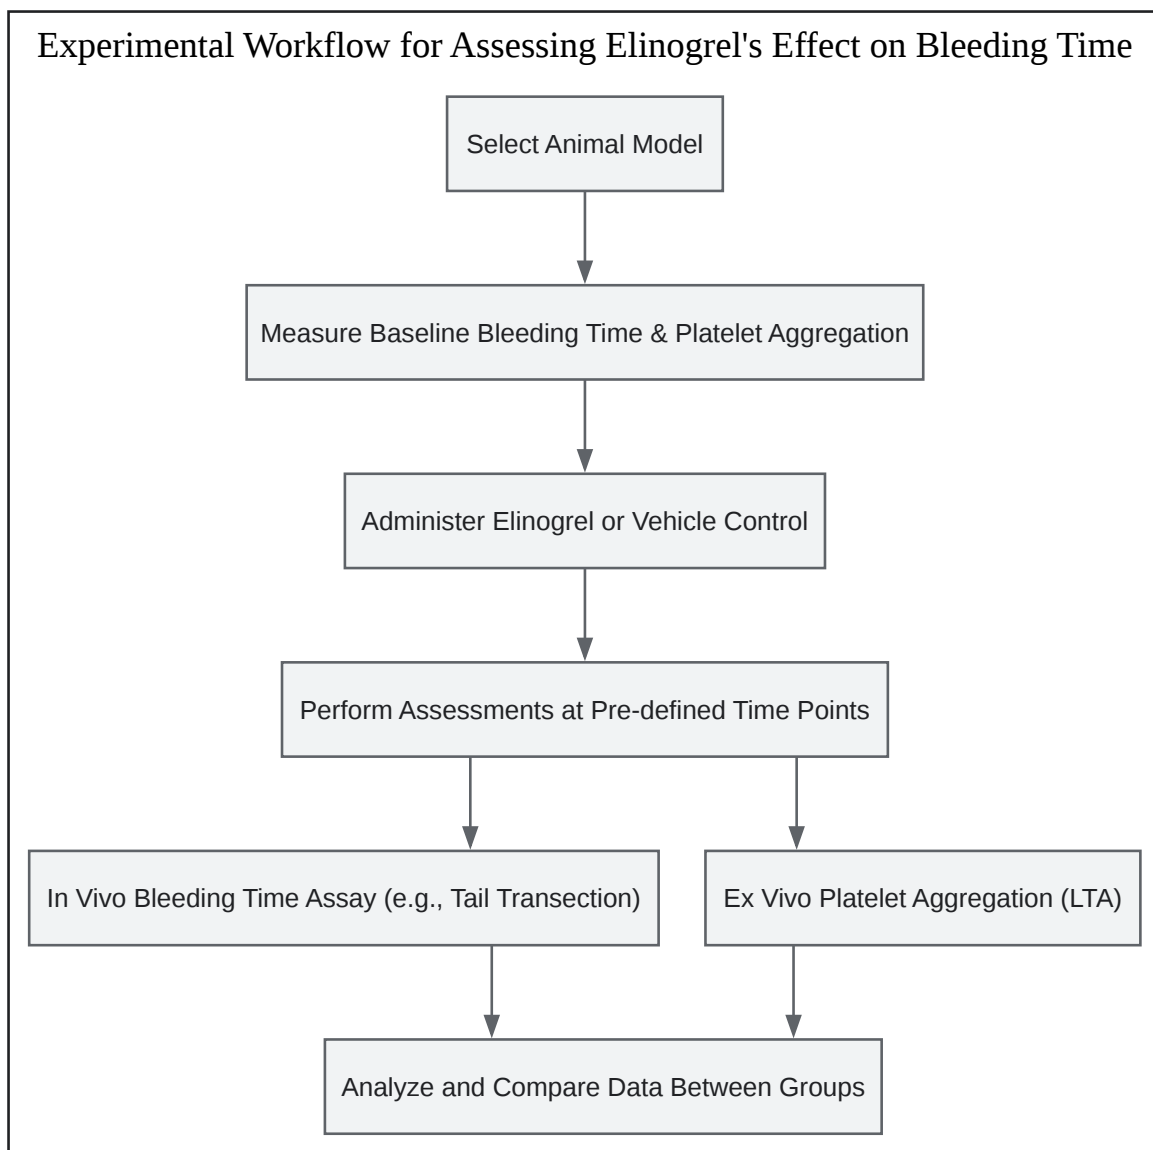 Experimental Workflow for Assessing Elinogrel's Effect on Bleeding Time
Select Animal Model
Measure Baseline Bleeding Time & Platelet Aggregation
Administer Elinogrel or Vehicle Control
Perform Assessments at Pre-defined Time Points
In Vivo Bleeding Time Assay (e.g., Tail Transection)
Ex Vivo Platelet Aggregation (LTA)
Analyze and Compare Data Between Groups